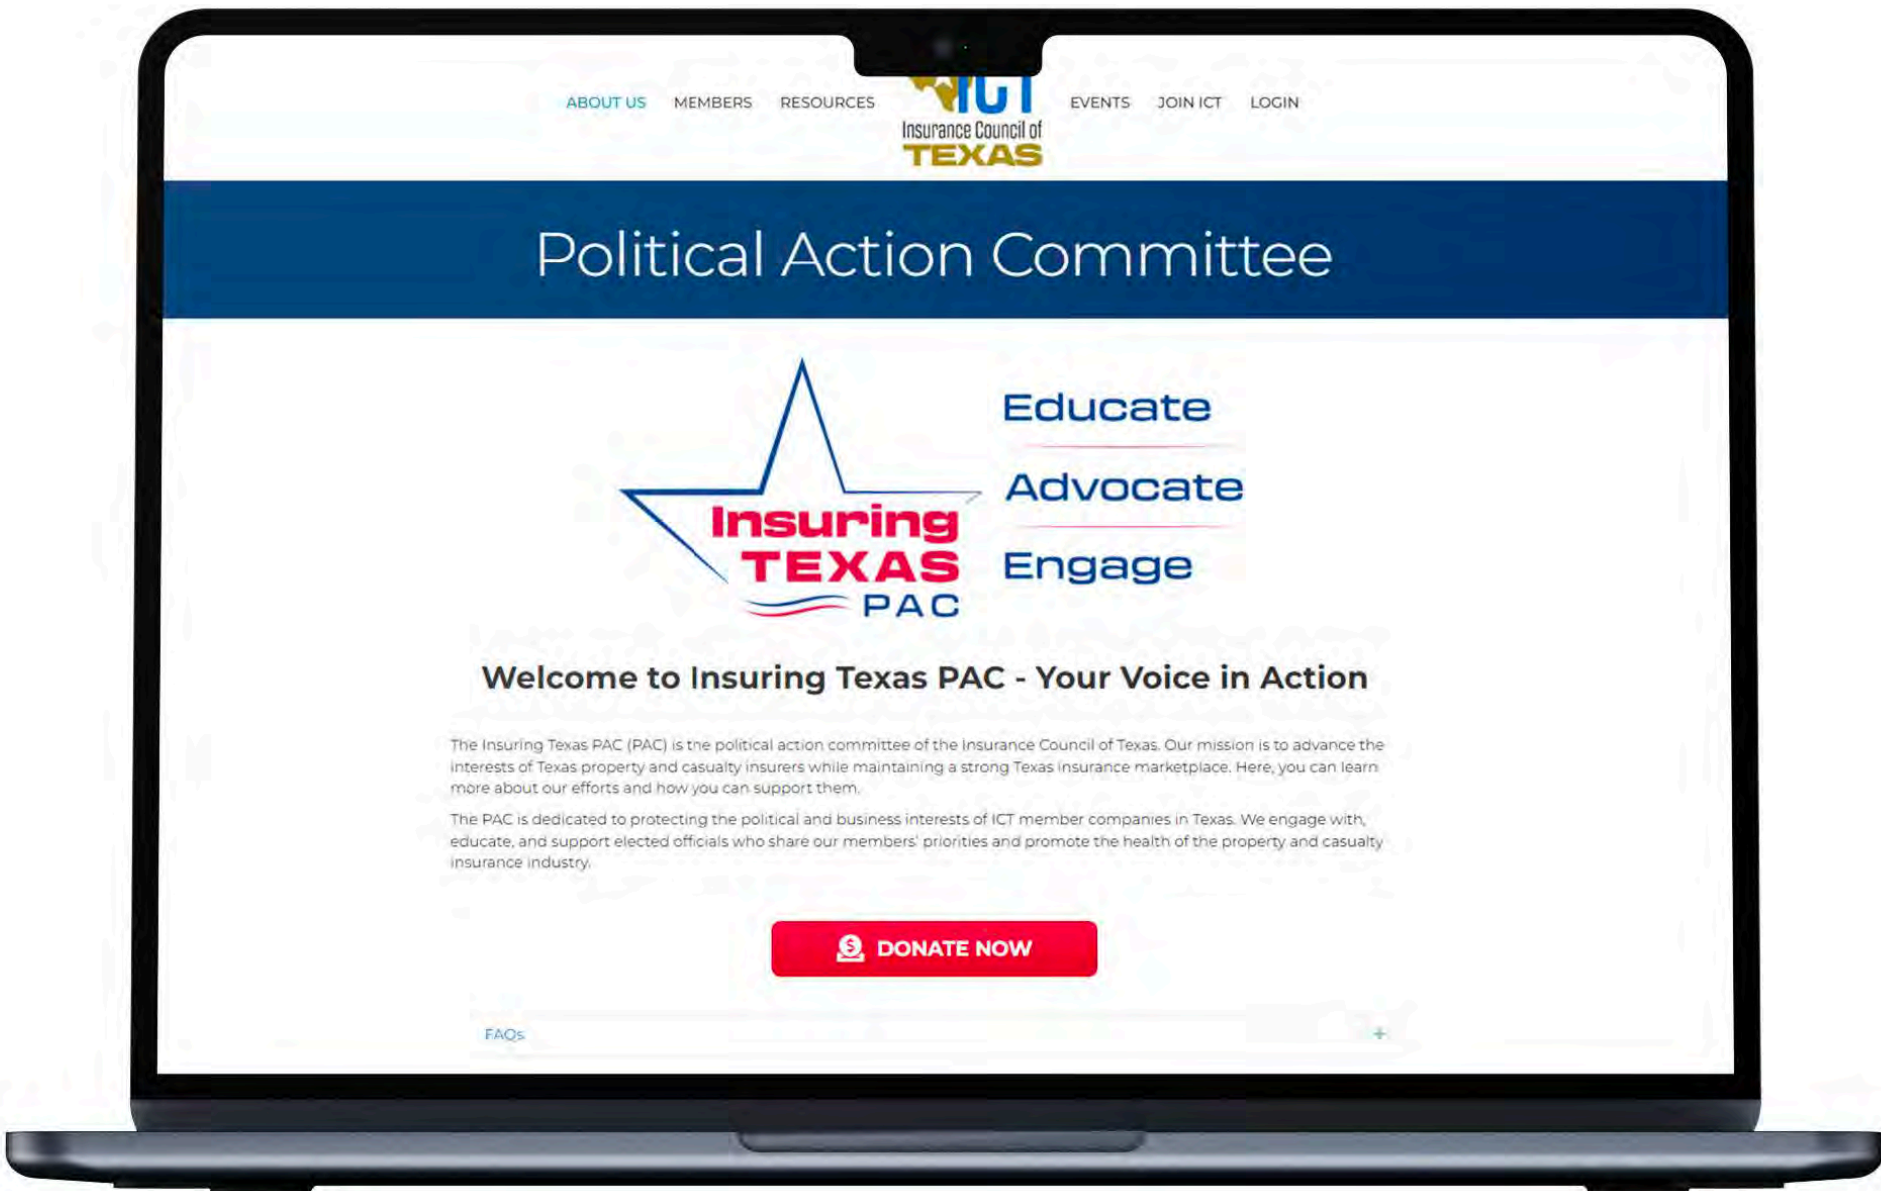 ABOUT US MEMBERS RESOURCES ICT EVENTS JOIN ICT LOGIN
Insurance Council of
TEXAS
Political Action Committee
Educate
Advocate
Engage
Insuring
TEXAS
PAC
Welcome to Insuring Texas PAC - Your Voice in Action
The Insuring Texas PAC (PAC) is the political action committee of the Insurance Council of Texas. Our mission is to advance the
interests of Texas property and casualty insurers while maintaining a strong Texas insurance marketplace. Here, you can learn
more about our efforts and how you can support them.
The PAC is dedicated to protecting the political and business interests of ICT member companies in Texas. We engage with,
educate, and support elected officials who share our members' priorities and promote the health of the property and casualty
insurance industry.
DONATE NOW
FAQs +